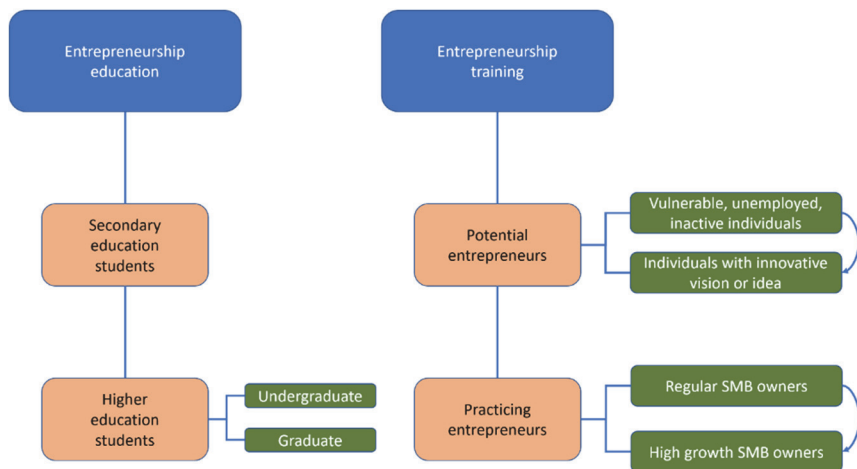 Entrepreneurship
education
Entrepreneurship
training
Secondary
education
students
Potential
entrepreneurs
Vulnerable, unemployed,
inactive individuals
Individuals with innovative
vision or idea
Higher
education
students
Undergraduate
Graduate
Practicing
entrepreneurs
Regular SMB owners
High growth SMB owners